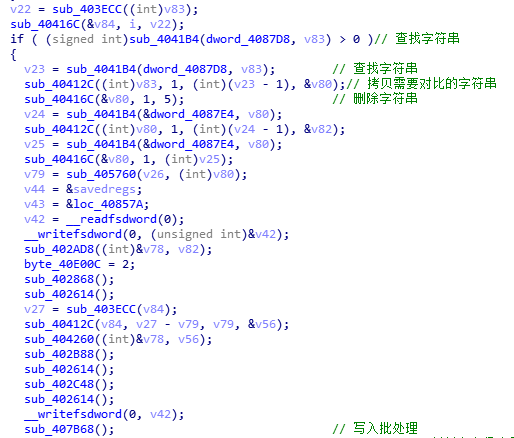 v22 = sub_403ECC((int)v83);
sub_40416C(&v84, i, v22);
if ( (signed int)sub_4041B4(dword_4087D8, v83) > 0 )// 查找字符串
{
v23 = sub_4041B4(dword_4087D8, v83); // 查找字符串
sub_40412C((int)v83, 1, (int)(v23 - 1), &v80);// 拷贝需要对比的字符串
sub_40416C(&v80, 1, 5); // 删除字符串
v24 = sub_4041B4(&dword_4087E4, v80);
sub_40412C((int)v80, 1, (int)(v24 - 1), &v82);
v25 = sub_4041B4(&dword_4087E4, v80);
sub_40416C(&v80, 1, (int)v25);
v79 = sub_405760(v26, (int)v80);
v44 = &savedregs;
v43 = &loc_40857A;
v42 = __readfsdword(0);
__writefsdword(0, (unsigned int)&v42);
sub_402AD8((int)&v78, v82);
byte_40E00C = 2;
sub_402868();
sub_402614();
v27 = sub_403ECC(v84);
sub_40412C(v84, v27 - v79, v79, &v56);
sub_404260((int)&v78, v56);
sub_402B88();
sub_402614();
sub_402C48();
sub_402614();
__writefsdword(0, v42);
sub_407B68(); // 写入批处理